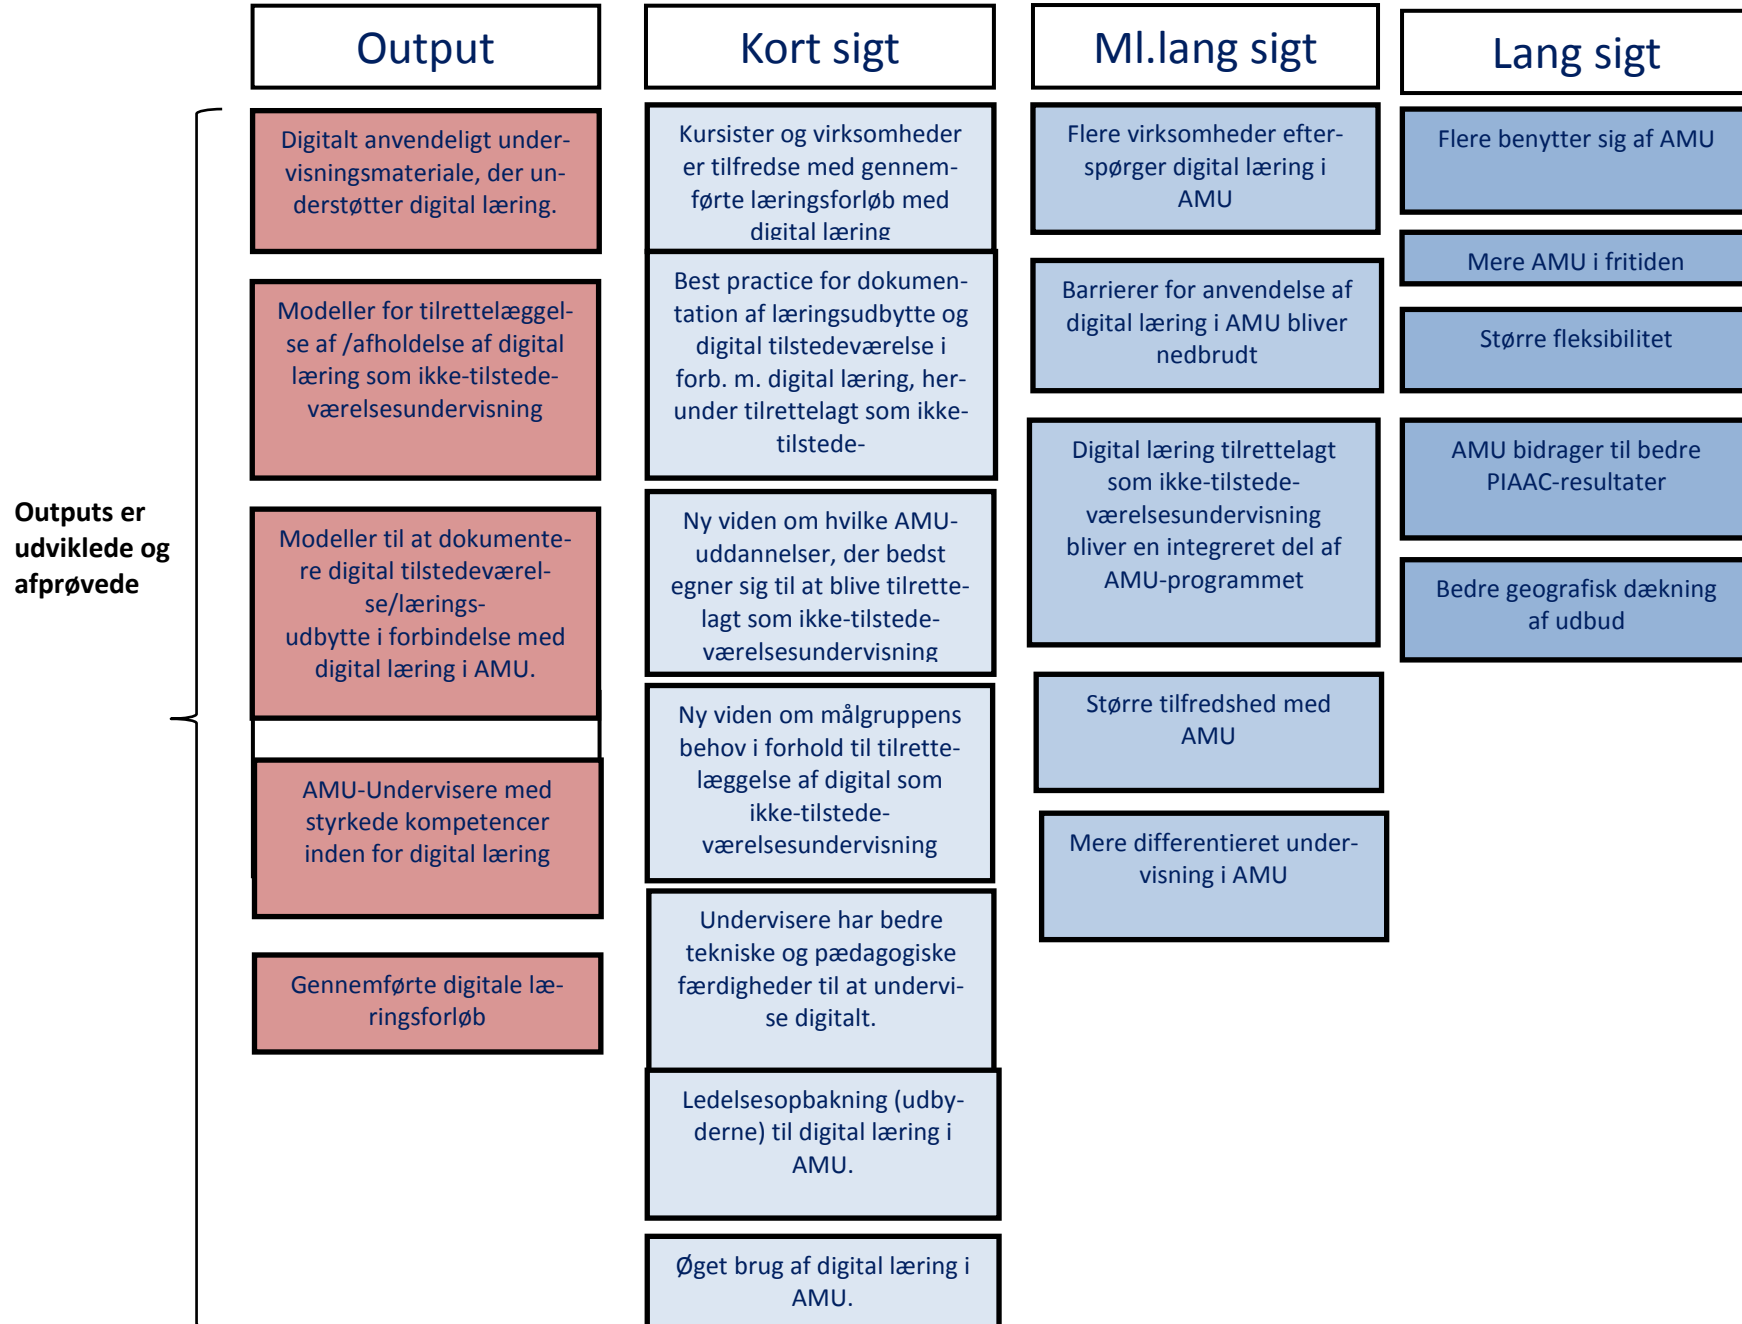 Output
Kort sigt
Ml.lang sigt
Lang sigt
Outputs er
udviklede og
afprøvede
Digitalt anvendeligt under-
visningsmateriale, der un-
derstøtter digital læring.
Modeller for tilrettelæggel-
se af /afholdelse af digital
læring som ikke-tilstede-
værelsesundervisning
Modeller til at dokumente-
re digital tilstedeværel-
se/lærings-
udbytte i forbindelse med
digital læring i AMU.
AMU-Undervisere med
styrkede kompetencer
inden for digital læring
Gennemførte digitale læ-
ringsforløb
Kursister og virksomheder
er tilfredse med gennem-
førte læringsforløb med
digital læring
Best practice for dokumen-
tation af læringsudbytte og
digital tilstedeværelse i
forb. m. digital læring, her-
under tilrettelagt som ikke-
tilstede-
Ny viden om hvilke AMU-
uddannelser, der bedst
egner sig til at blive tilrette-
lagt som ikke-tilstede-
værelsesundervisning
Ny viden om målgruppens
behov i forhold til tilrette-
læggelse af digital som
ikke-tilstede-
værelsesundervisning
Undervisere har bedre
tekniske og pædagogiske
færdigheder til at undervi-
se digitalt.
Ledelsesopbakning (udby-
derne) til digital læring i
AMU.
Øget brug af digital læring i
AMU.
Flere virksomheder efter-
spørger digital læring i
AMU
Barrierer for anvendelse af
digital læring i AMU bliver
nedbrudt
Digital læring tilrettelagt
som ikke-tilstede-
værelsesundervisning
bliver en integreret del af
AMU-programmet
Større tilfredshed med
AMU
Mere differentieret under-
visning i AMU
Flere benytter sig af AMU
Mere AMU i fritiden
Større fleksibilitet
AMU bidrager til bedre
PIAAC-resultater
Bedre geografisk dækning
af udbud